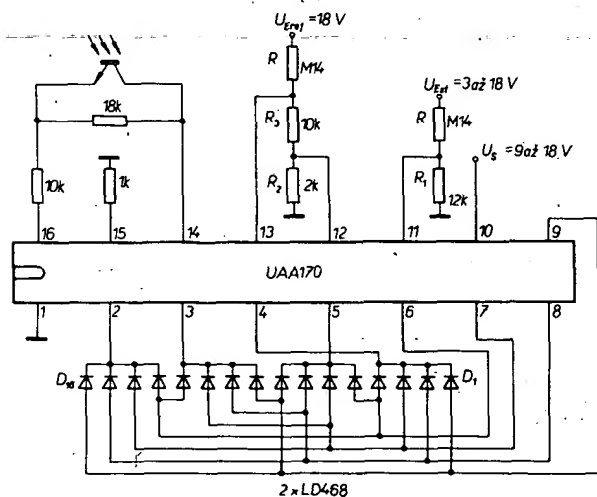 U_Eref = 18 V
R M14
U_Est = 3 až 18 V
18k
R₃ 10k
R M14
U_S = 9 až 18 V
10k
1k
R₂ 2k
R₁ 12k
16 15 14 13 12 11 10 9
UAA170
1 2 3 4 5 6 7 8
D₁₆ D₁
2 x LD468